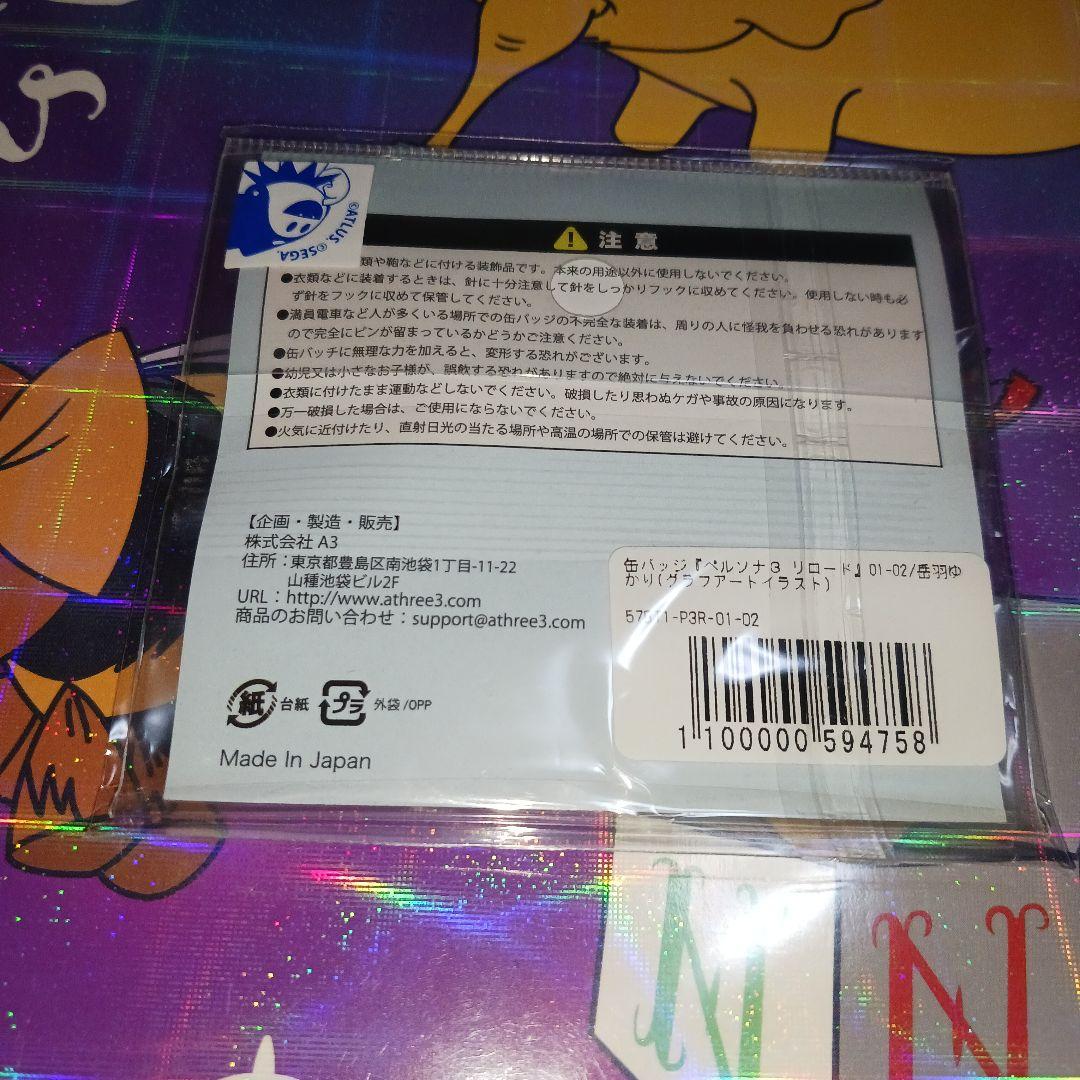 ©ATLUS. ©SEGA.
注意
類や鞄などに付ける装飾品です。本来の用途以外に使用しないでください。
●衣類などに装着するときは、針に十分注意して針をしっかりフックに収めてください。使用しない時も必
ず針をフックに収めて保管してください。
●満員電車など人が多くいる場所での缶バッジの不完全な装着は、周りの人に怪我を負わせる恐れがあります
ので完全にピンが留まっているかどうかご注意ください。
●缶バッチに無理な力を加えると、変形する恐れがございます。
●幼児又は小さなお子様が、誤飲する恐れがありますので絶対に与えないでください。
●衣類に付けたまま運動などしないでください。破損したり思わぬケガや事故の原因になります。
●万一破損した場合は、ご使用にならないでください。
●火気に近付けたり、直射日光の当たる場所や高温の場所での保管は避けてください。
【企画・製造・販売】
株式会社 A3
住所：東京都豊島区南池袋1丁目-11-22
山種池袋ビル2F
URL：http://www.athree3.com
商品のお問い合わせ：support@athree3.com
缶バッジ『ペルソナ3 リロード』01-02/岳羽ゆ
かり(グラフアートイラスト)
57511-P3R-01-02
1 100000 594758
紙 台紙 プラ 外袋/OPP
Made In Japan
N N